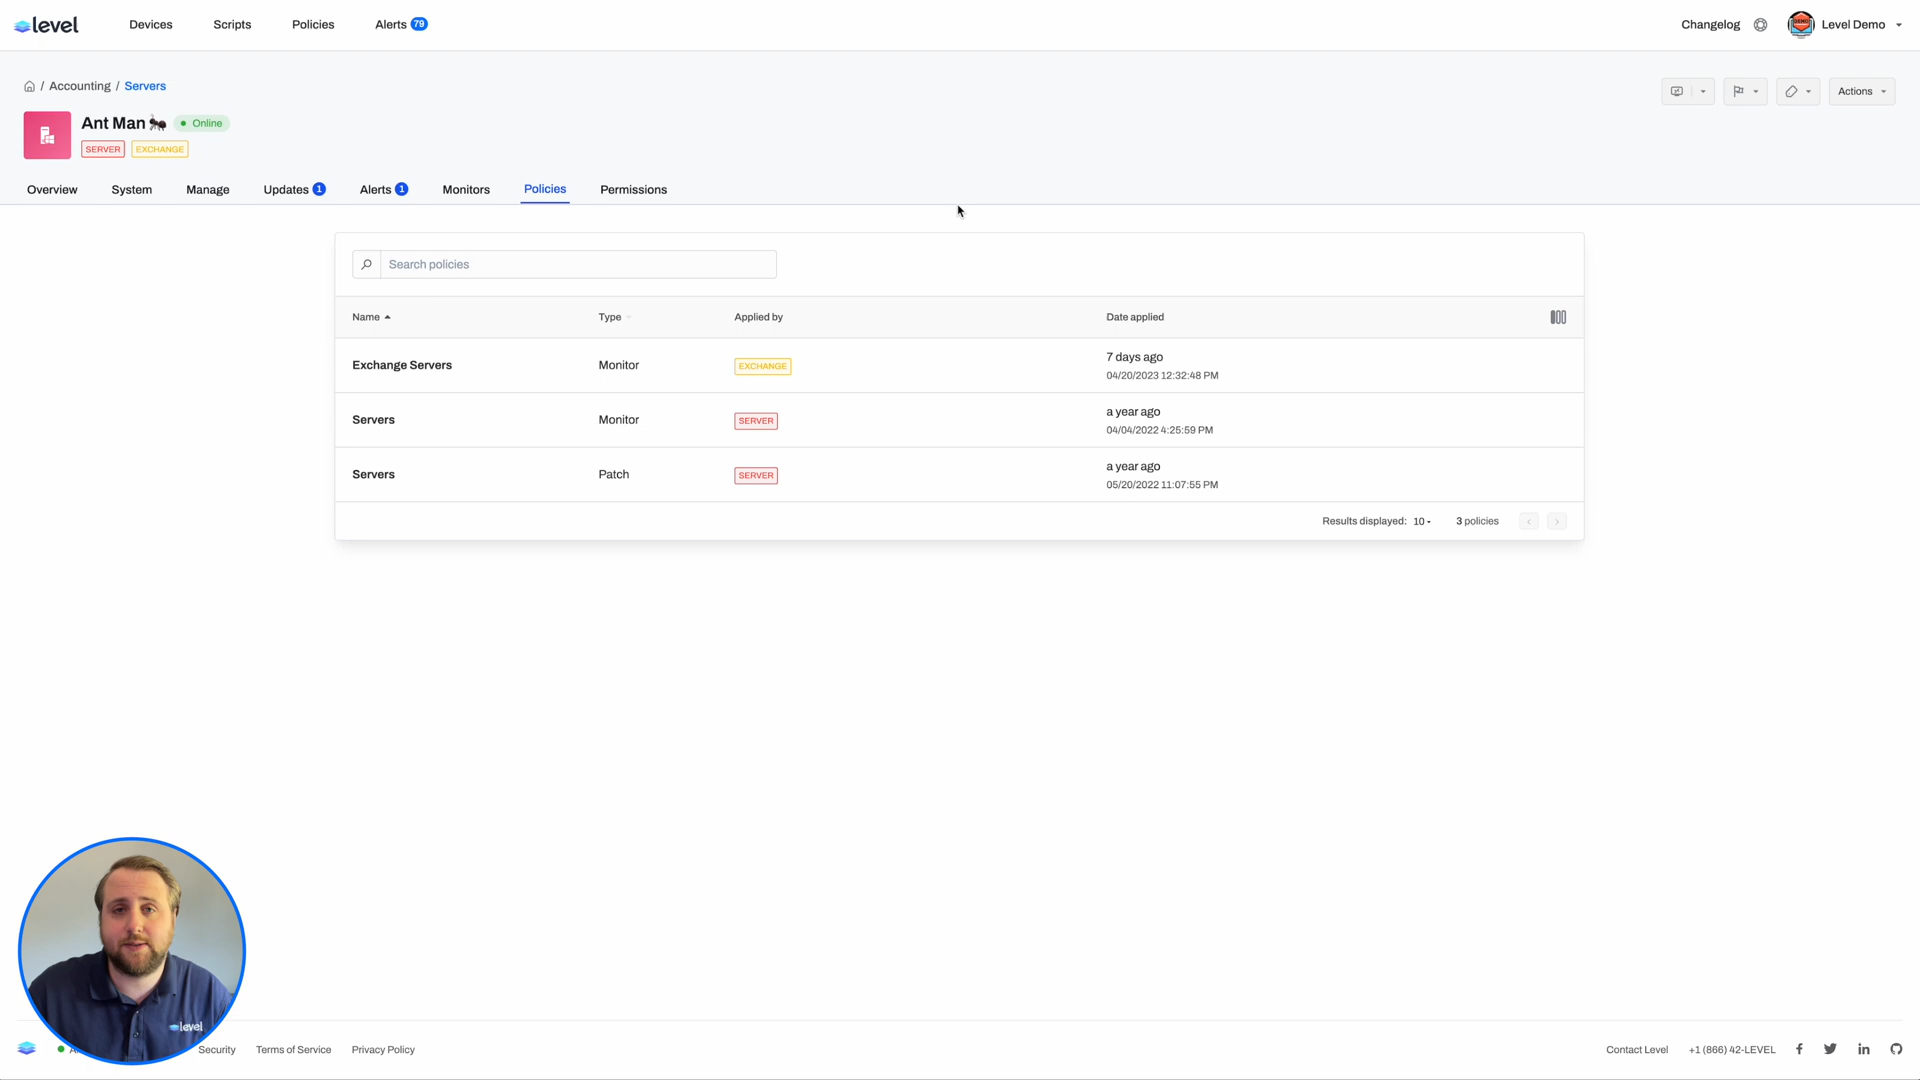 level Devices Scripts Policies Alerts 79 Changelog Level Demo
/ Accounting / Servers
Actions
Ant Man Online
SERVER EXCHANGE
Overview System Manage Updates 1 Alerts 1 Monitors Policies Permissions
Search policies
Name Type Applied by Date applied
Exchange Servers Monitor EXCHANGE 7 days ago
04/20/2023 12:32:48 PM
Servers Monitor SERVER a year ago
04/04/2022 4:25:59 PM
Servers Patch SERVER a year ago
05/20/2022 11:07:55 PM
Results displayed: 10 3 policies
level
Security Terms of Service Privacy Policy Contact Level +1 (866) 42-LEVEL